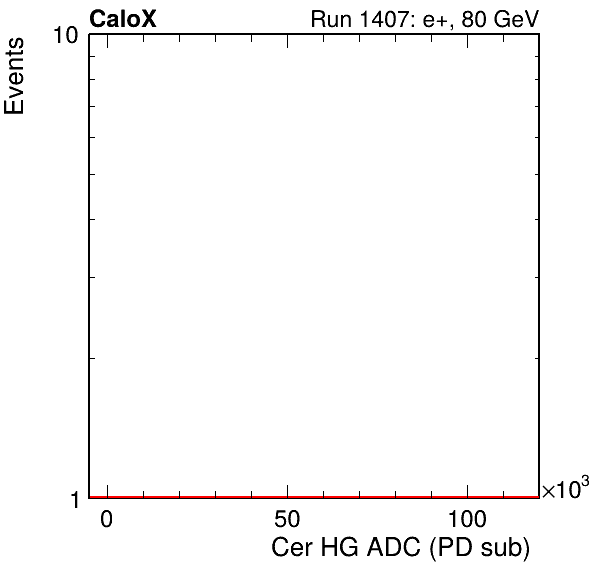 CaloX Run 1407: e+, 80 GeV
10
Events
1
0 50 100 ×10³
Cer HG ADC (PD sub)